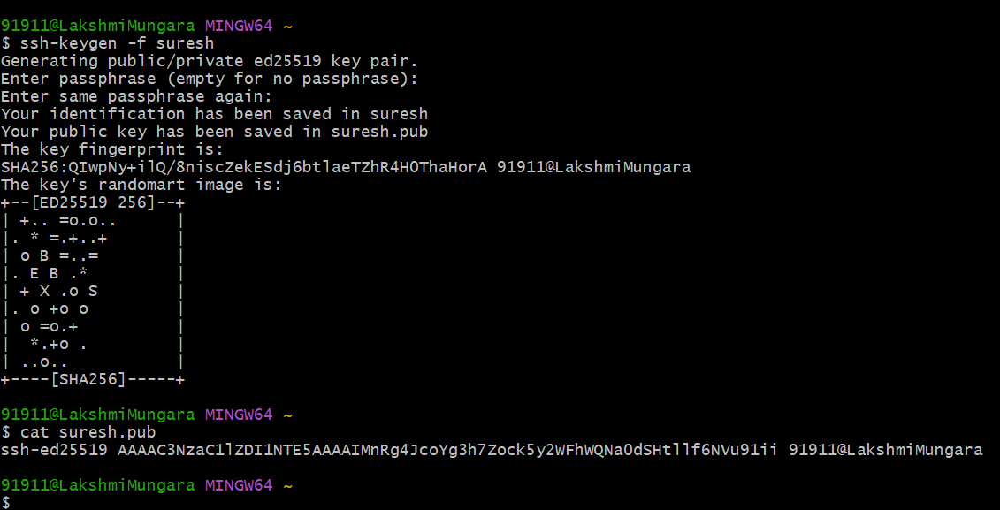 91911@LakshmiMungara MINGW64 ~
$ ssh-keygen -f suresh
Generating public/private ed25519 key pair.
Enter passphrase (empty for no passphrase):
Enter same passphrase again:
Your identification has been saved in suresh
Your public key has been saved in suresh.pub
The key fingerprint is:
SHA256:QIwpNy+ilQ/8niscZekESdj6btlaeTZhR4H0ThaHorA 91911@LakshmiMungara
The key's randomart image is:
+--[ED25519 256]--+
| +.. =o.o..      |
|. * =.+..+       |
| o B =..=        |
|. E B .*         |
| + X .o S        |
|. o +o o         |
| o =o.+          |
|  *.+o .         |
| ..o..           |
+----[SHA256]-----+
91911@LakshmiMungara MINGW64 ~
$ cat suresh.pub
ssh-ed25519 AAAAC3NzaC1lZDI1NTE5AAAAIMnRg4JcoYg3h7Zock5y2WFhWQNaOdSHtllf6NVu91ii 91911@LakshmiMungara
91911@LakshmiMungara MINGW64 ~
$